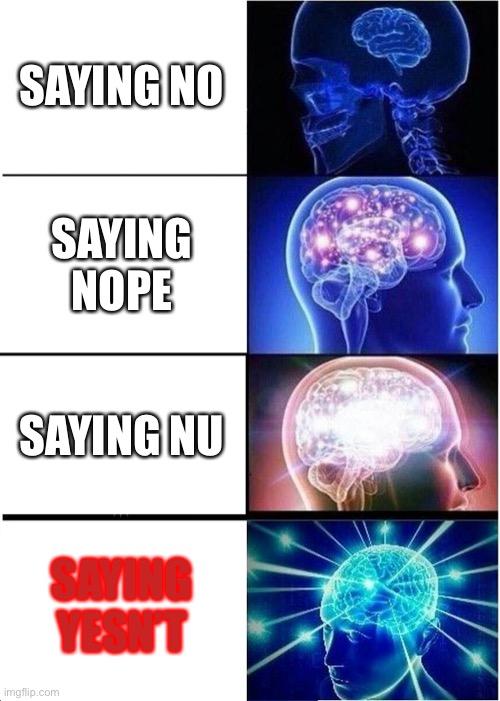 SAYING NO
SAYING
NOPE
SAYING NU
SAYING
YESN'T
imgflip.com